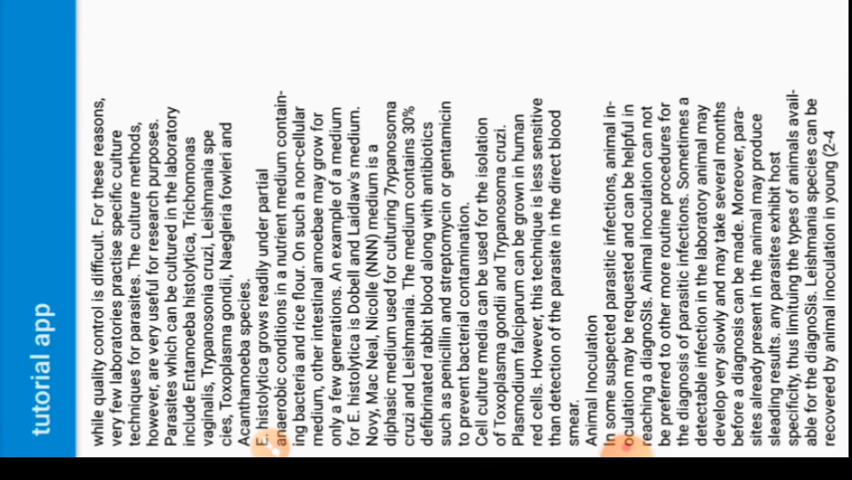 tutorial app
while quality control is difficult. For these reasons,
very few laboratories practise specific culture
techniques for parasites. The culture methods,
however, are very useful for research purposes.
Parasites which can be cultured in the laboratory
include Entamoeba histolytica, Trichomonas
vaginalis, Trypanosonia cruzi, Leishmania spe
cies, Toxoplasma gondii, Naegleria fowleri and
Acanthamoeba species.
E. histolytica grows readily under partial
anaerobic conditions in a nutrient medium contain-
ing bacteria and rice flour. On such a non-cellular
medium, other intestinal amoebae may grow for
only a few generations. An example of a medium
for E. histolytica is Dobell and Laidlaw's medium.
Novy, Mac Neal, Nicolle (NNN) medium is a
diphasic medium used for culturing 7rypanosoma
cruzi and Leishmania. The medium contains 30%
defibrinated rabbit blood along with antibiotics
such as penicillin and streptomycin or gentamicin
to prevent bacterial contamination.
Cell culture media can be used for the isolation
of Toxoplasma gondii and Trypanosoma cruzi.
Plasmodium falciparum can be grown in human
red cells. However, this technique is less sensitive
than detection of the parasite in the direct blood
smear.
Animal Inoculation
In some suspected parasitic infections, animal in-
oculation may be requested and can be helpful in
reaching a diagnoSIs. Animal inoculation can not
be preferred to other more routine procedures for
the diagnosis of parasitic infections. Sometimes a
detectable infection in the laboratory animal may
develop very slowly and may take several months
before a diagnosis can be made. Moreover, para-
sites already present in the animal may produce
sleading results. any parasites exhibit host
specificity, thus limituing the types of animals avail-
able for the diagnoSis. Leishmania species can be
recovered by animal inoculation in young (2-4